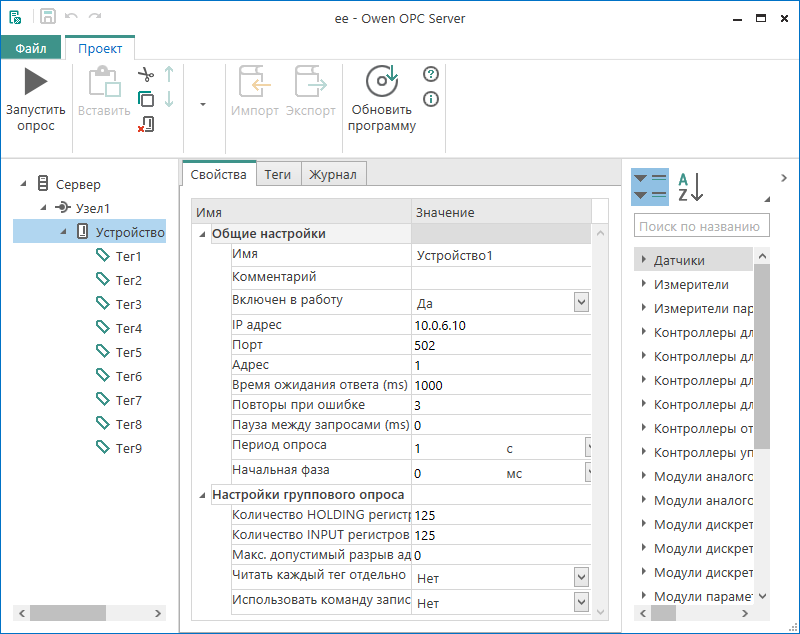 ee - Owen OPC Server
Файл
Проект
Запустить
опрос
Вставить
Импорт
Экспорт
Обновить
программу
Сервер
Узел1
Устройство
Тег1
Тег2
Тег3
Тег4
Тег5
Тег6
Тег7
Тег8
Тег9
Свойства
Теги
Журнал
Имя Значение
Общие настройки
Имя Устройство1
Комментарий
Включен в работу Да
IP адрес 10.0.6.10
Порт 502
Адрес 1
Время ожидания ответа (ms) 1000
Повторы при ошибке 3
Пауза между запросами (ms) 0
Период опроса 1 с
Начальная фаза 0 мс
Настройки группового опроса
Количество HOLDING регистр 125
Количество INPUT регистров 125
Макс. допустимый разрыв ад 0
Читать каждый тег отдельно Нет
Использовать команду запис Нет
A
Z
Поиск по названию
Датчики
Измерители
Измерители пар
Контроллеры дл
Контроллеры дл
Контроллеры дл
Контроллеры дл
Контроллеры от
Контроллеры уп
Модули аналого
Модули аналого
Модули дискрет
Модули дискрет
Модули дискрет
Модули параме